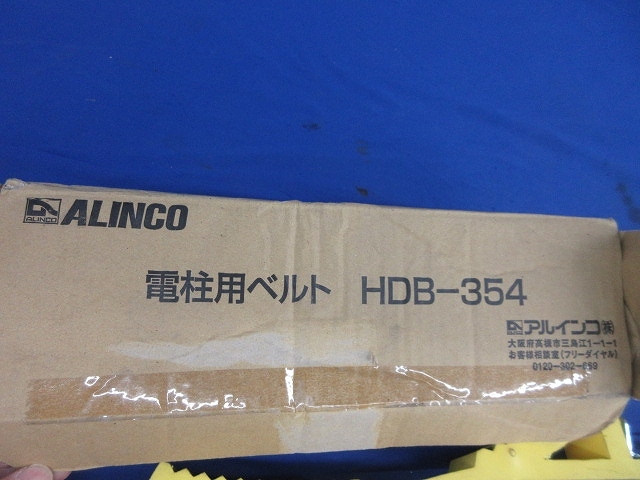 ALINCO
ALINCO
電柱用ベルト HDB-354
アルインコ㈱
大阪府高槻市三島江1-1-1
お客様相談室(フリーダイヤル)